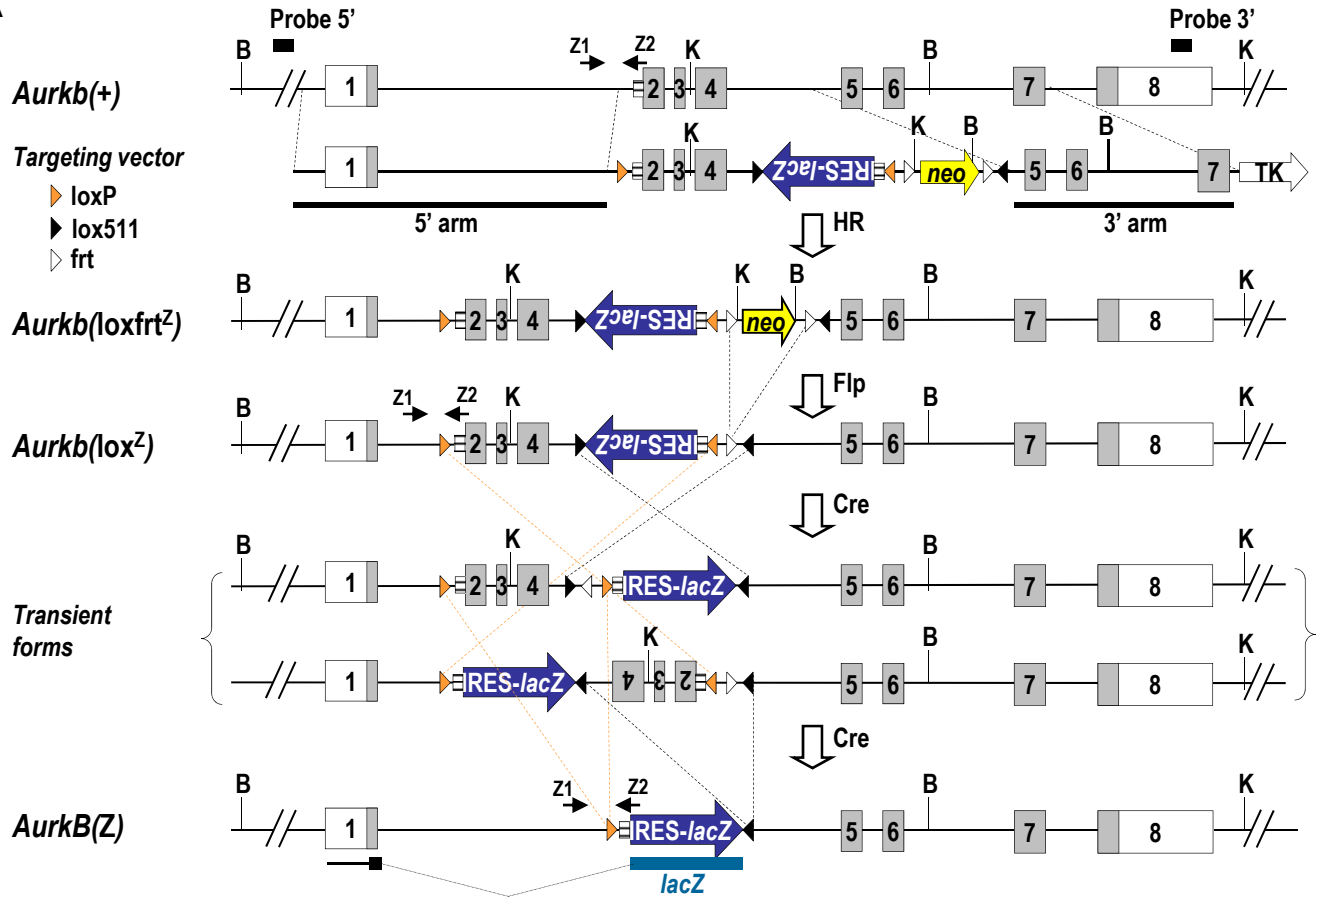 A
Probe 5' Probe 3'
B Z1 Z2 K B K
Aurkb(+) 1 2 3 4 5 6 7 8
Targeting vector
K K B B
1 2 3 4 IRES-lacZ neo 5 6 7 TK
loxP
lox511
frt
5' arm HR 3' arm
B K K B B K
Aurkb(loxfrtᶻ) 1 2 3 4 IRES-lacZ neo 5 6 7 8
Flp
B Z1 Z2 K B K
Aurkb(loxᶻ) 1 2 3 4 IRES-lacZ 5 6 7 8
Cre
B K B K
1 2 3 4 IRES-lacZ 5 6 7 8
Transient
forms
K B K
1 IRES-lacZ 4 3 2 5 6 7 8
Cre
B Z1 Z2 B K
AurkB(Z) 1 IRES-lacZ 5 6 7 8
lacZ